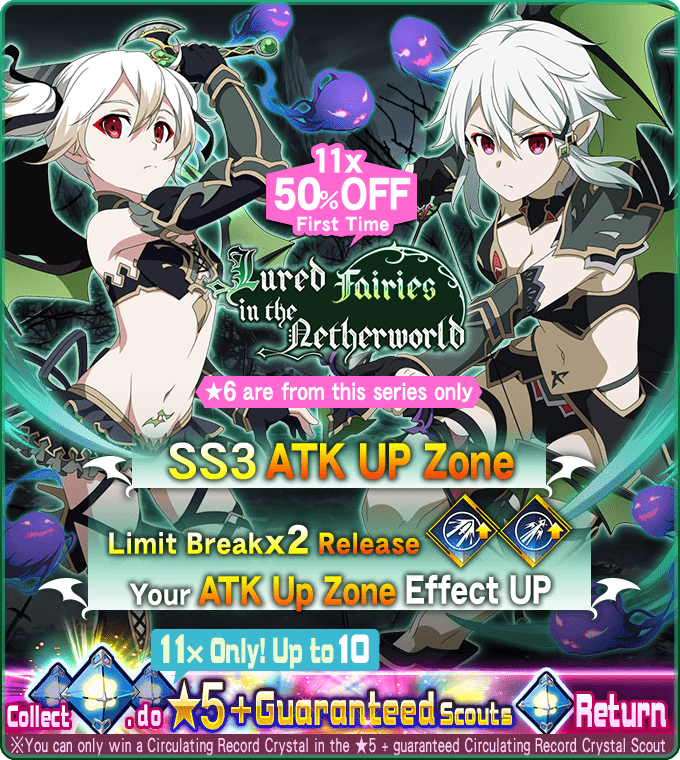 11x
50%OFF
First Time
Lured Fairies
in the
Netherworld
★6 are from this series only
SS3 ATK UP Zone
Limit Breakx2 Release
Your ATK Up Zone Effect UP
11x Only! Up to 10
Collect .do ★5+Guaranteed Scouts Return
※You can only win a Circulating Record Crystal in the ★5 + guaranteed Circulating Record Crystal Scout